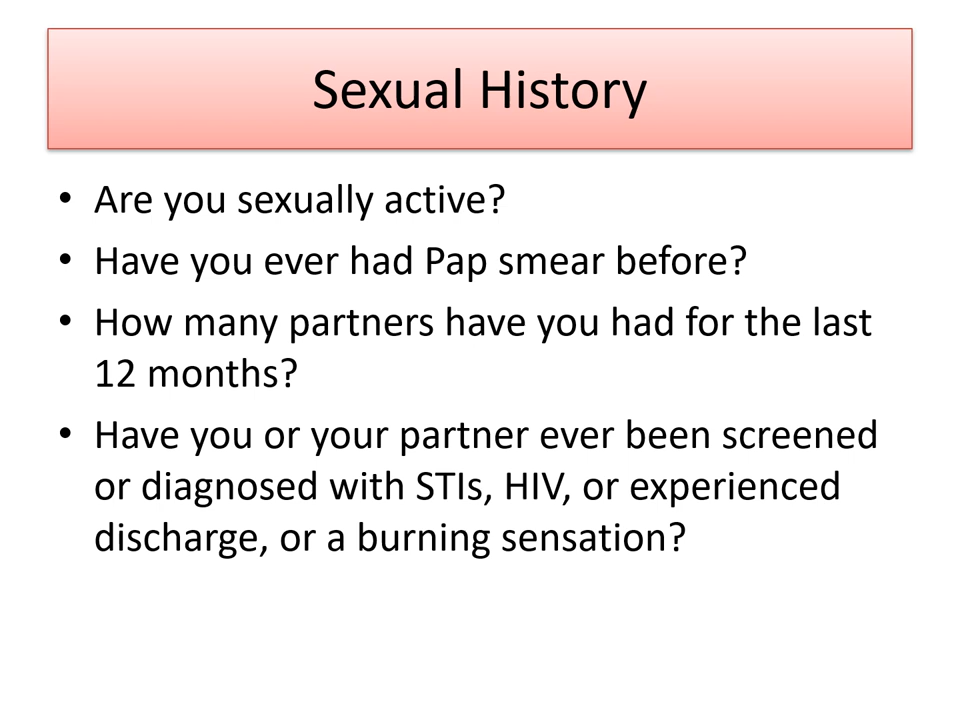 Sexual History
• Are you sexually active?
• Have you ever had Pap smear before?
• How many partners have you had for the last
12 months?
• Have you or your partner ever been screened
or diagnosed with STIs, HIV, or experienced
discharge, or a burning sensation?